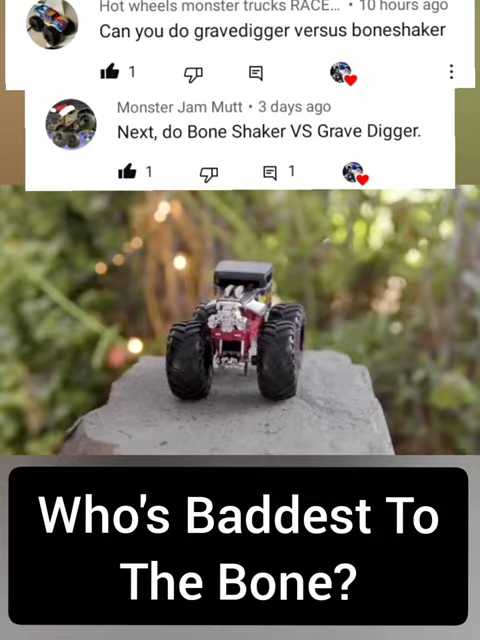 Hot wheels monster trucks RACE... • 10 hours ago
Can you do gravedigger versus boneshaker
1
Monster Jam Mutt • 3 days ago
Next, do Bone Shaker VS Grave Digger.
1 1
Who's Baddest To
The Bone?